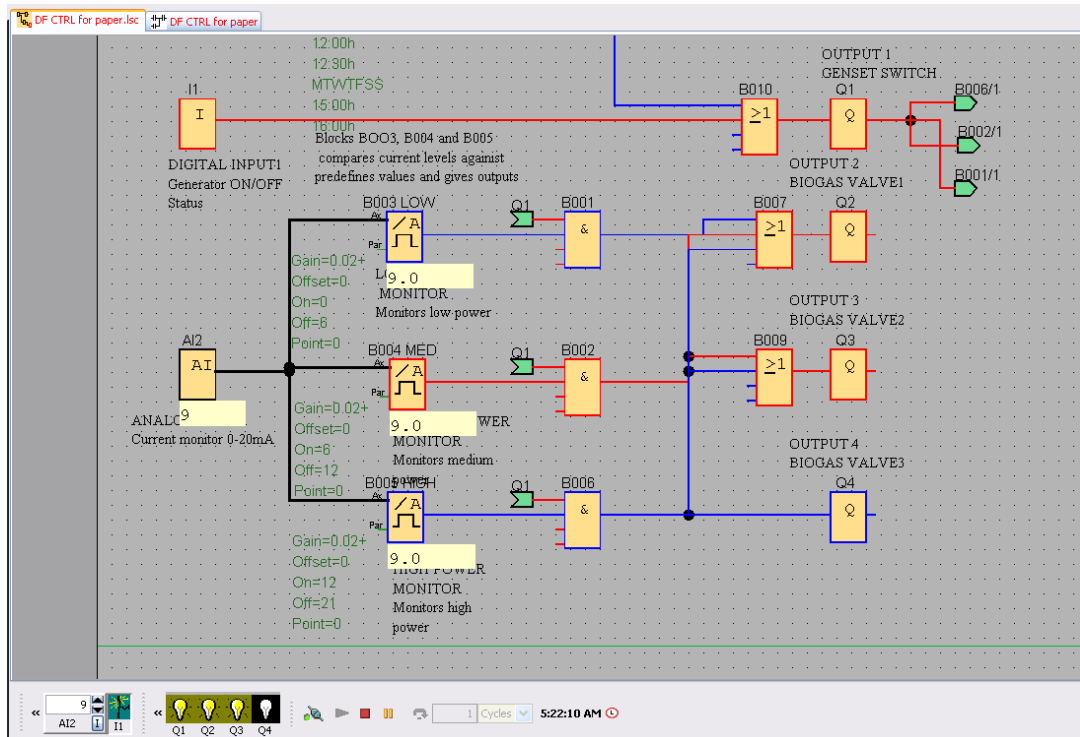 DF CTRL for paper.lsc
DF CTRL for paper
12:00h
12:30h
MTWTFSS
15:00h
16:00h
OUTPUT 1
GENSET SWITCH
I1
I
B010
≥1
Q1
Q
B006/1
B002/1
B001/1
DIGITAL INPUT1
Generator ON/OFF
Status
Blocks BOO3, B004 and B005
compares current levels againist
predefines values and gives outputs
OUTPUT 2
BIOGAS VALVE1
B003 LOW
Ax
/A
Par
9.0
Q1
B001
&
B007
≥1
Q2
Q
Gain=0.02+
Offset=0
On=0
Off=6
Point=0
MONITOR
Monitors low power
OUTPUT 3
BIOGAS VALVE2
AI2
AI
9
Current monitor 0-20mA
B004 MED
Ax
/A
Par
9.0
WER
Q1
B002
&
B009
≥1
Q3
Q
Gain=0.02+
Offset=0
On=6
Off=12
Point=0
MONITOR
Monitors medium
power
OUTPUT 4
BIOGAS VALVE3
B005 HIGH
Ax
/A
Par
9.0
Q1
B006
&
Q4
Q
Gain=0.02+
Offset=0
On=12
Off=21
Point=0
HIGH POWER
MONITOR
Monitors high
power
« 9 AI2 I I1 « Q1 Q2 Q3 Q4 1 Cycles 5:22:10 AM